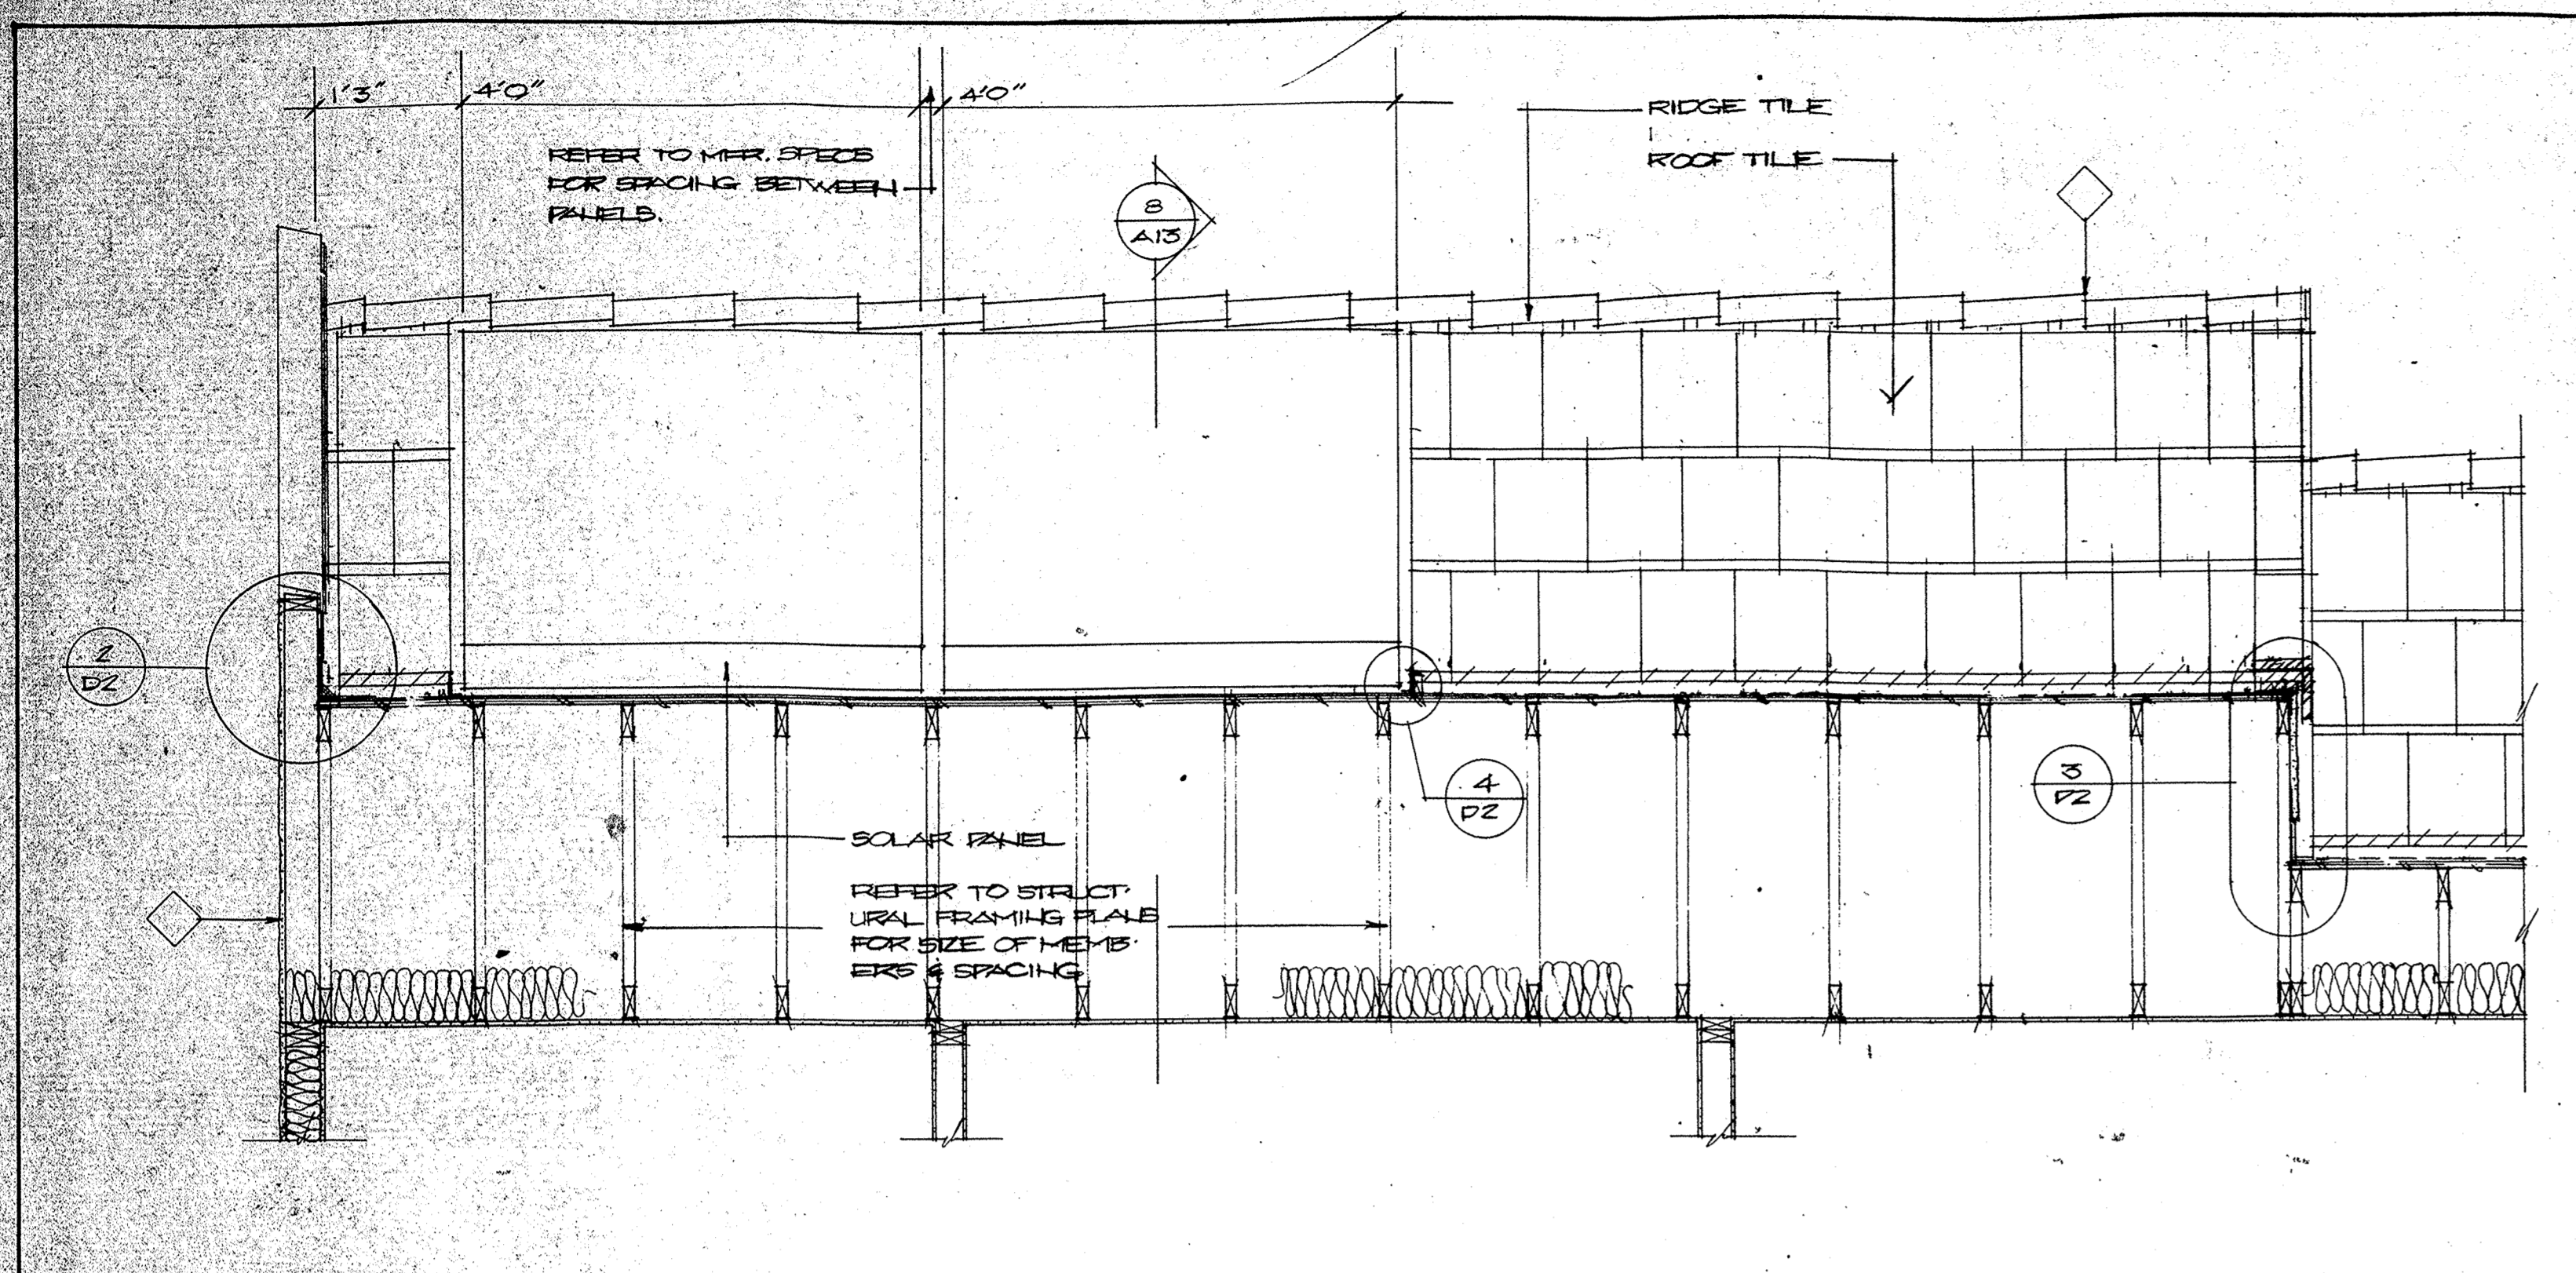 1'3"
4'0"
4'0"
RIDGE TILE
ROOF TILE
REFER TO MFR. SPECS
FOR SPACING BETWEEN
PANELS.
8
A13
2
D2
4
D2
3
D2
SOLAR PANEL
REFER TO STRUCT-
URAL FRAMING PLANS
FOR SIZE OF MEMB-
ERS & SPACING